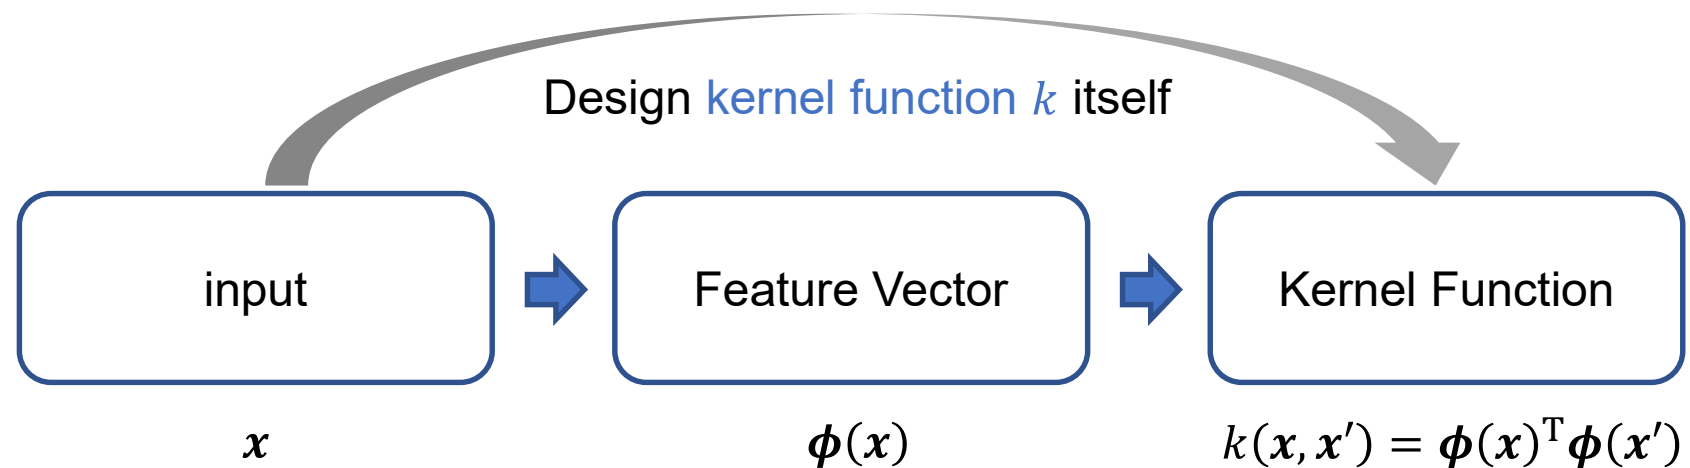 Design kernel function k itself
input
Feature Vector
Kernel Function
x
ϕ(x)
k(x, x′) = ϕ(x)ᵀϕ(x′)